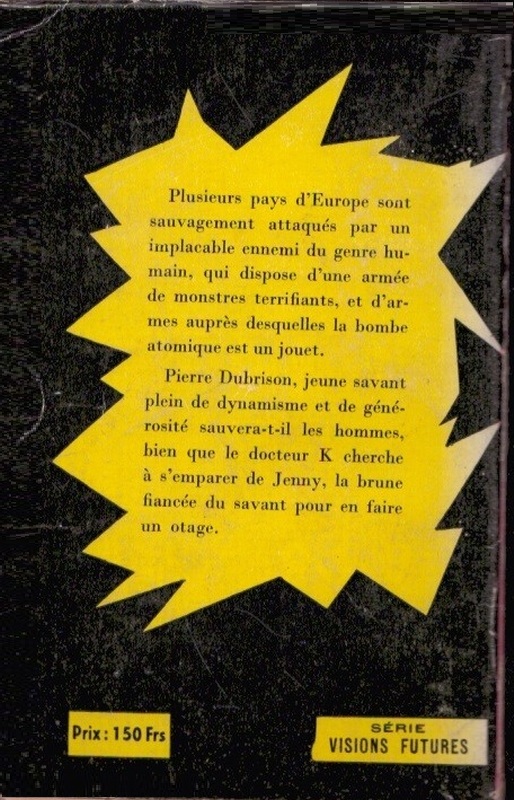 Plusieurs pays d'Europe sont
sauvagement attaqués par un
implacable ennemi du genre hu-
main, qui dispose d'une armée
de monstres terrifiants, et d'ar-
mes auprès desquelles la bombe
atomique est un jouet.
Pierre Dubrison, jeune savant
plein de dynamisme et de géné-
rosité sauvera-t-il les hommes,
bien que le docteur K cherche
à s'emparer de Jenny, la brune
fiancée du savant pour en faire
un otage.
Prix : 150 Frs
SÉRIE
VISIONS FUTURES